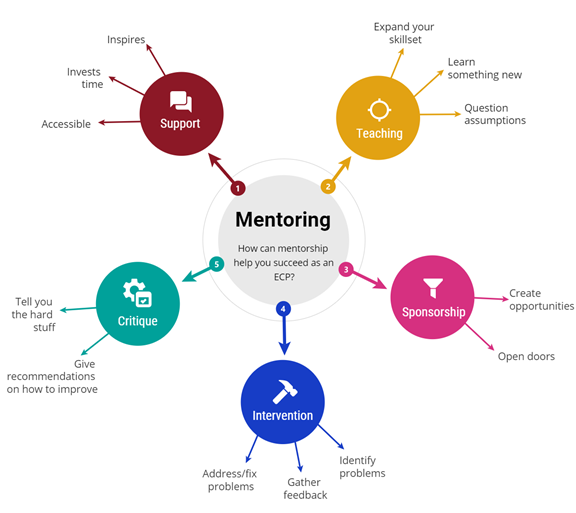 Mentoring
How can mentorship
help you succeed as an
ECP?
1
Support
Inspires
Invests
time
Accessible
2
Teaching
Expand your
skillset
Learn
something new
Question
assumptions
3
Sponsorship
Create
opportunities
Open doors
4
Intervention
Identify
problems
Gather
feedback
Address/fix
problems
5
Critique
Tell you
the hard
stuff
Give
recommendations
on how to improve